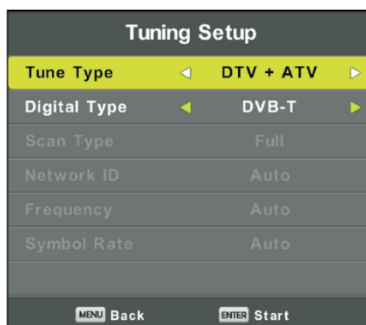 Tuning Setup
Tune Type DTV + ATV
Digital Type DVB-T
Scan Type Full
Network ID Auto
Frequency Auto
Symbol Rate Auto
MENU Back ENTER Start